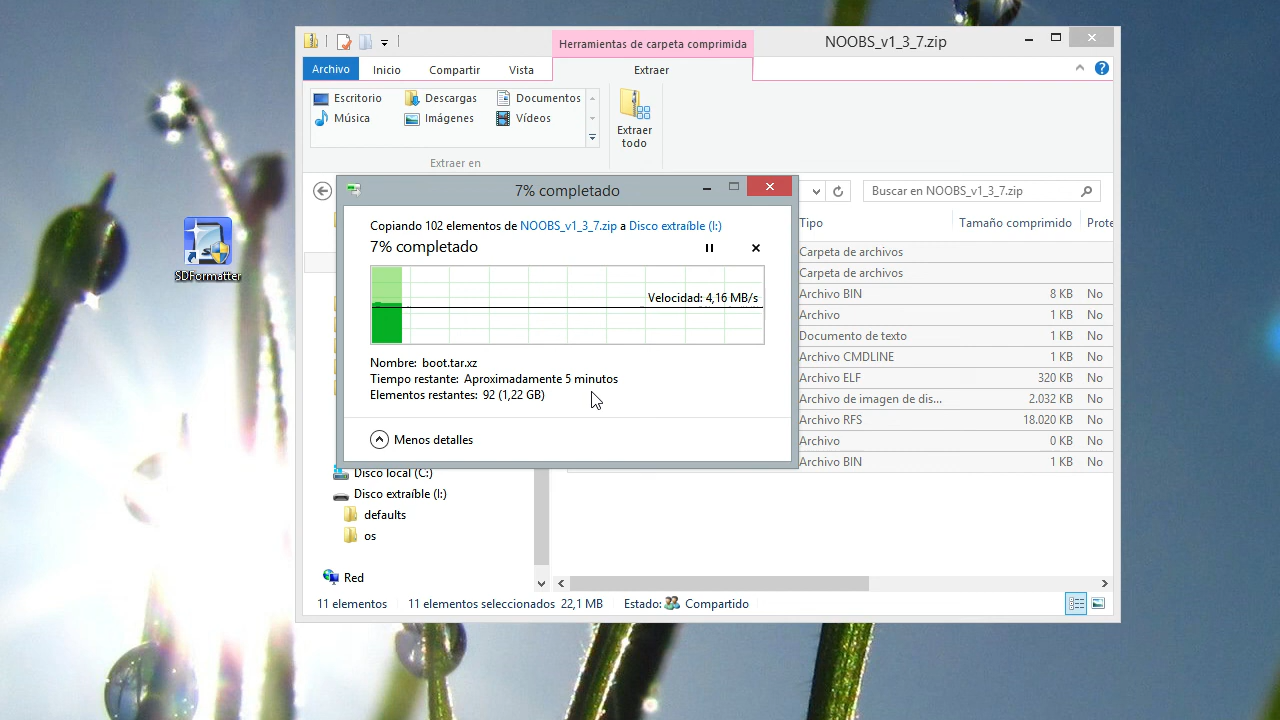 Herramientas de carpeta comprimida
NOOBS_v1_3_7.zip
Archivo
Inicio
Compartir
Vista
Extraer
Escritorio
Descargas
Documentos
Música
Imágenes
Vídeos
Extraer todo
Extraer en
Buscar en NOOBS_v1_3_7.zip
7% completado
Copiando 102 elementos de NOOBS_v1_3_7.zip a Disco extraíble (I:)
7% completado
Velocidad: 4,16 MB/s
Nombre: boot.tar.xz
Tiempo restante: Aproximadamente 5 minutos
Elementos restantes: 92 (1,22 GB)
Menos detalles
SDFormatter
Tipo
Tamaño comprimido
Prote
Carpeta de archivos
Carpeta de archivos
Archivo BIN 8 KB No
Archivo 1 KB No
Documento de texto 1 KB No
Archivo CMDLINE 1 KB No
Archivo ELF 320 KB No
Archivo de imagen de dis... 2.032 KB No
Archivo RFS 18.020 KB No
Archivo 0 KB No
Archivo BIN 1 KB No
Disco local (C:)
Disco extraíble (I:)
defaults
os
Red
11 elementos
11 elementos seleccionados 22,1 MB
Estado: Compartido